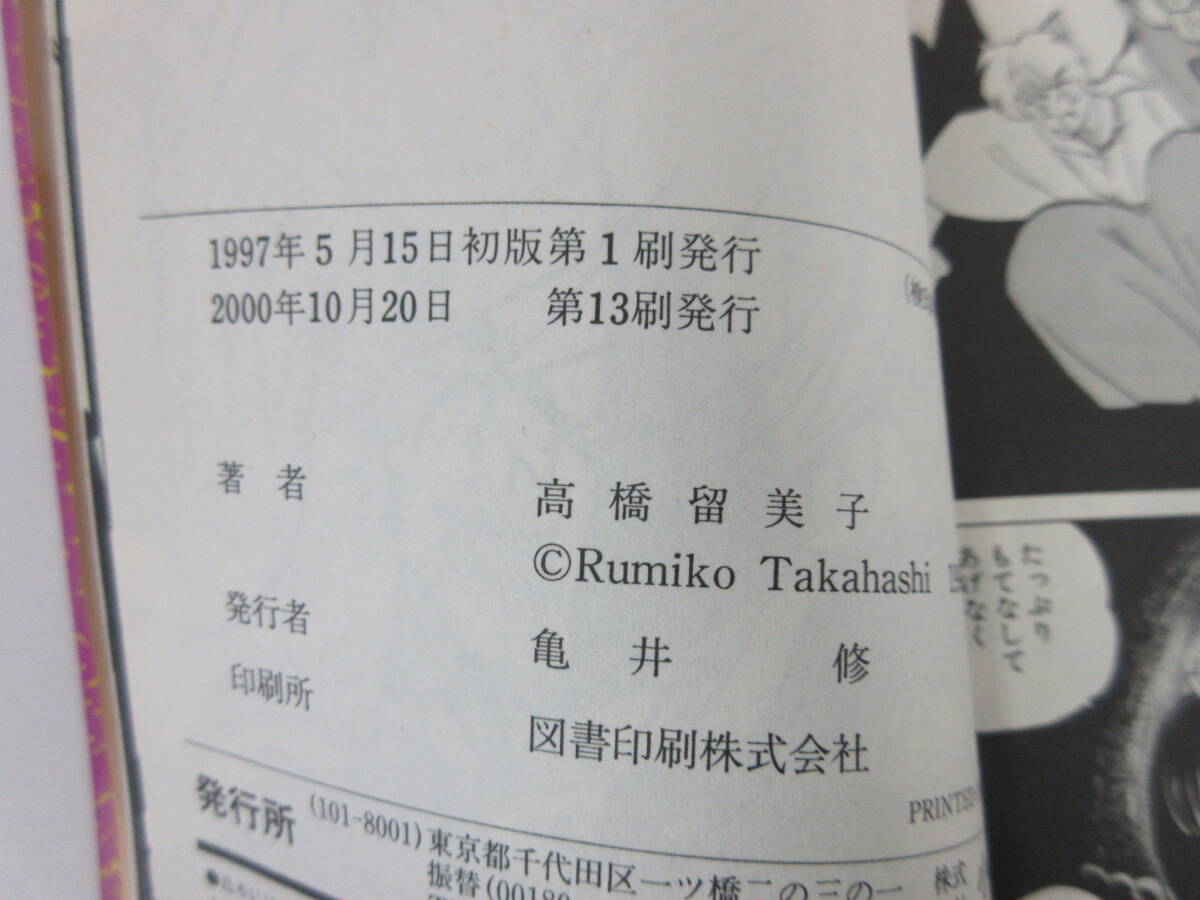 1997年5月15日初版第1刷発行
2000年10月20日 第13刷発行
著者 高橋留美子
©Rumiko Takahashi
発行者 亀井 修
印刷所 図書印刷株式会社
PRINTED
発行所 (101-8001)東京都千代田区一ツ橋二の三の一 株式
振替(00180
たっぷり
もてなして
あげなく